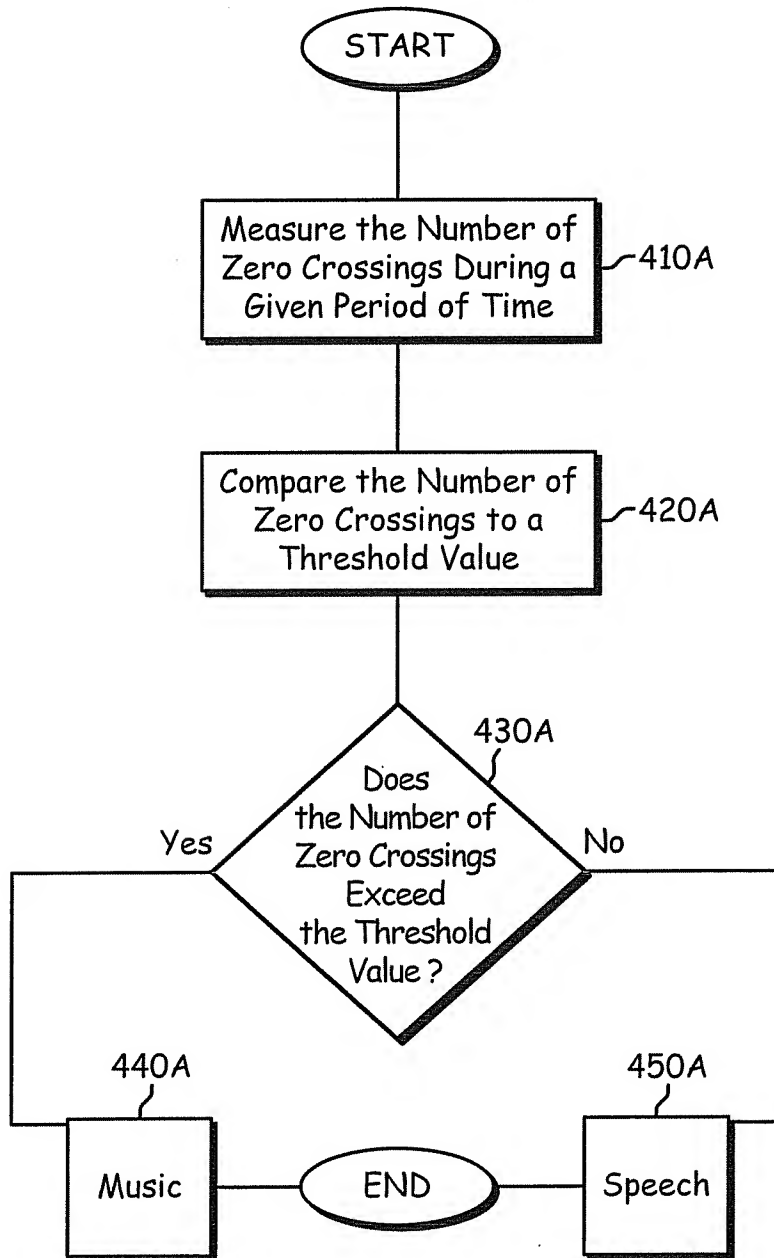 START
Measure the Number of
Zero Crossings During a
Given Period of Time
410A
Compare the Number of
Zero Crossings to a
Threshold Value
420A
430A
Does
the Number of
Zero Crossings
Exceed
the Threshold
Value?
Yes
No
440A
450A
Music
END
Speech